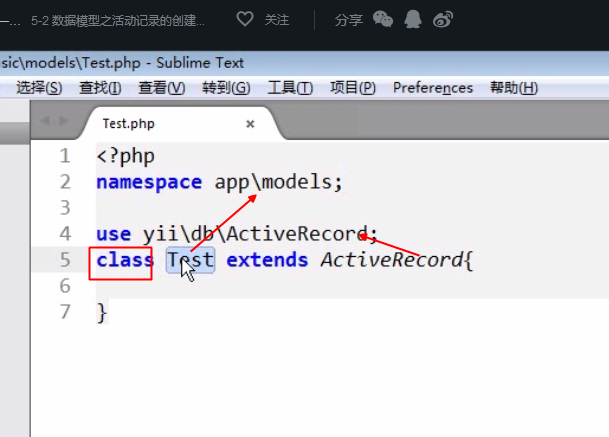 —... 5-2 数据模型之活动记录的创建... 关注 分享
sic\models\Test.php - Sublime Text
选择(S) 查找(I) 查看(V) 转到(G) 工具(T) 项目(P) Preferences 帮助(H)
Test.php ×
1 <?php
2 namespace app\models;
3
4 use yii\db\ActiveRecord;
5 class Test extends ActiveRecord{
6
7 }